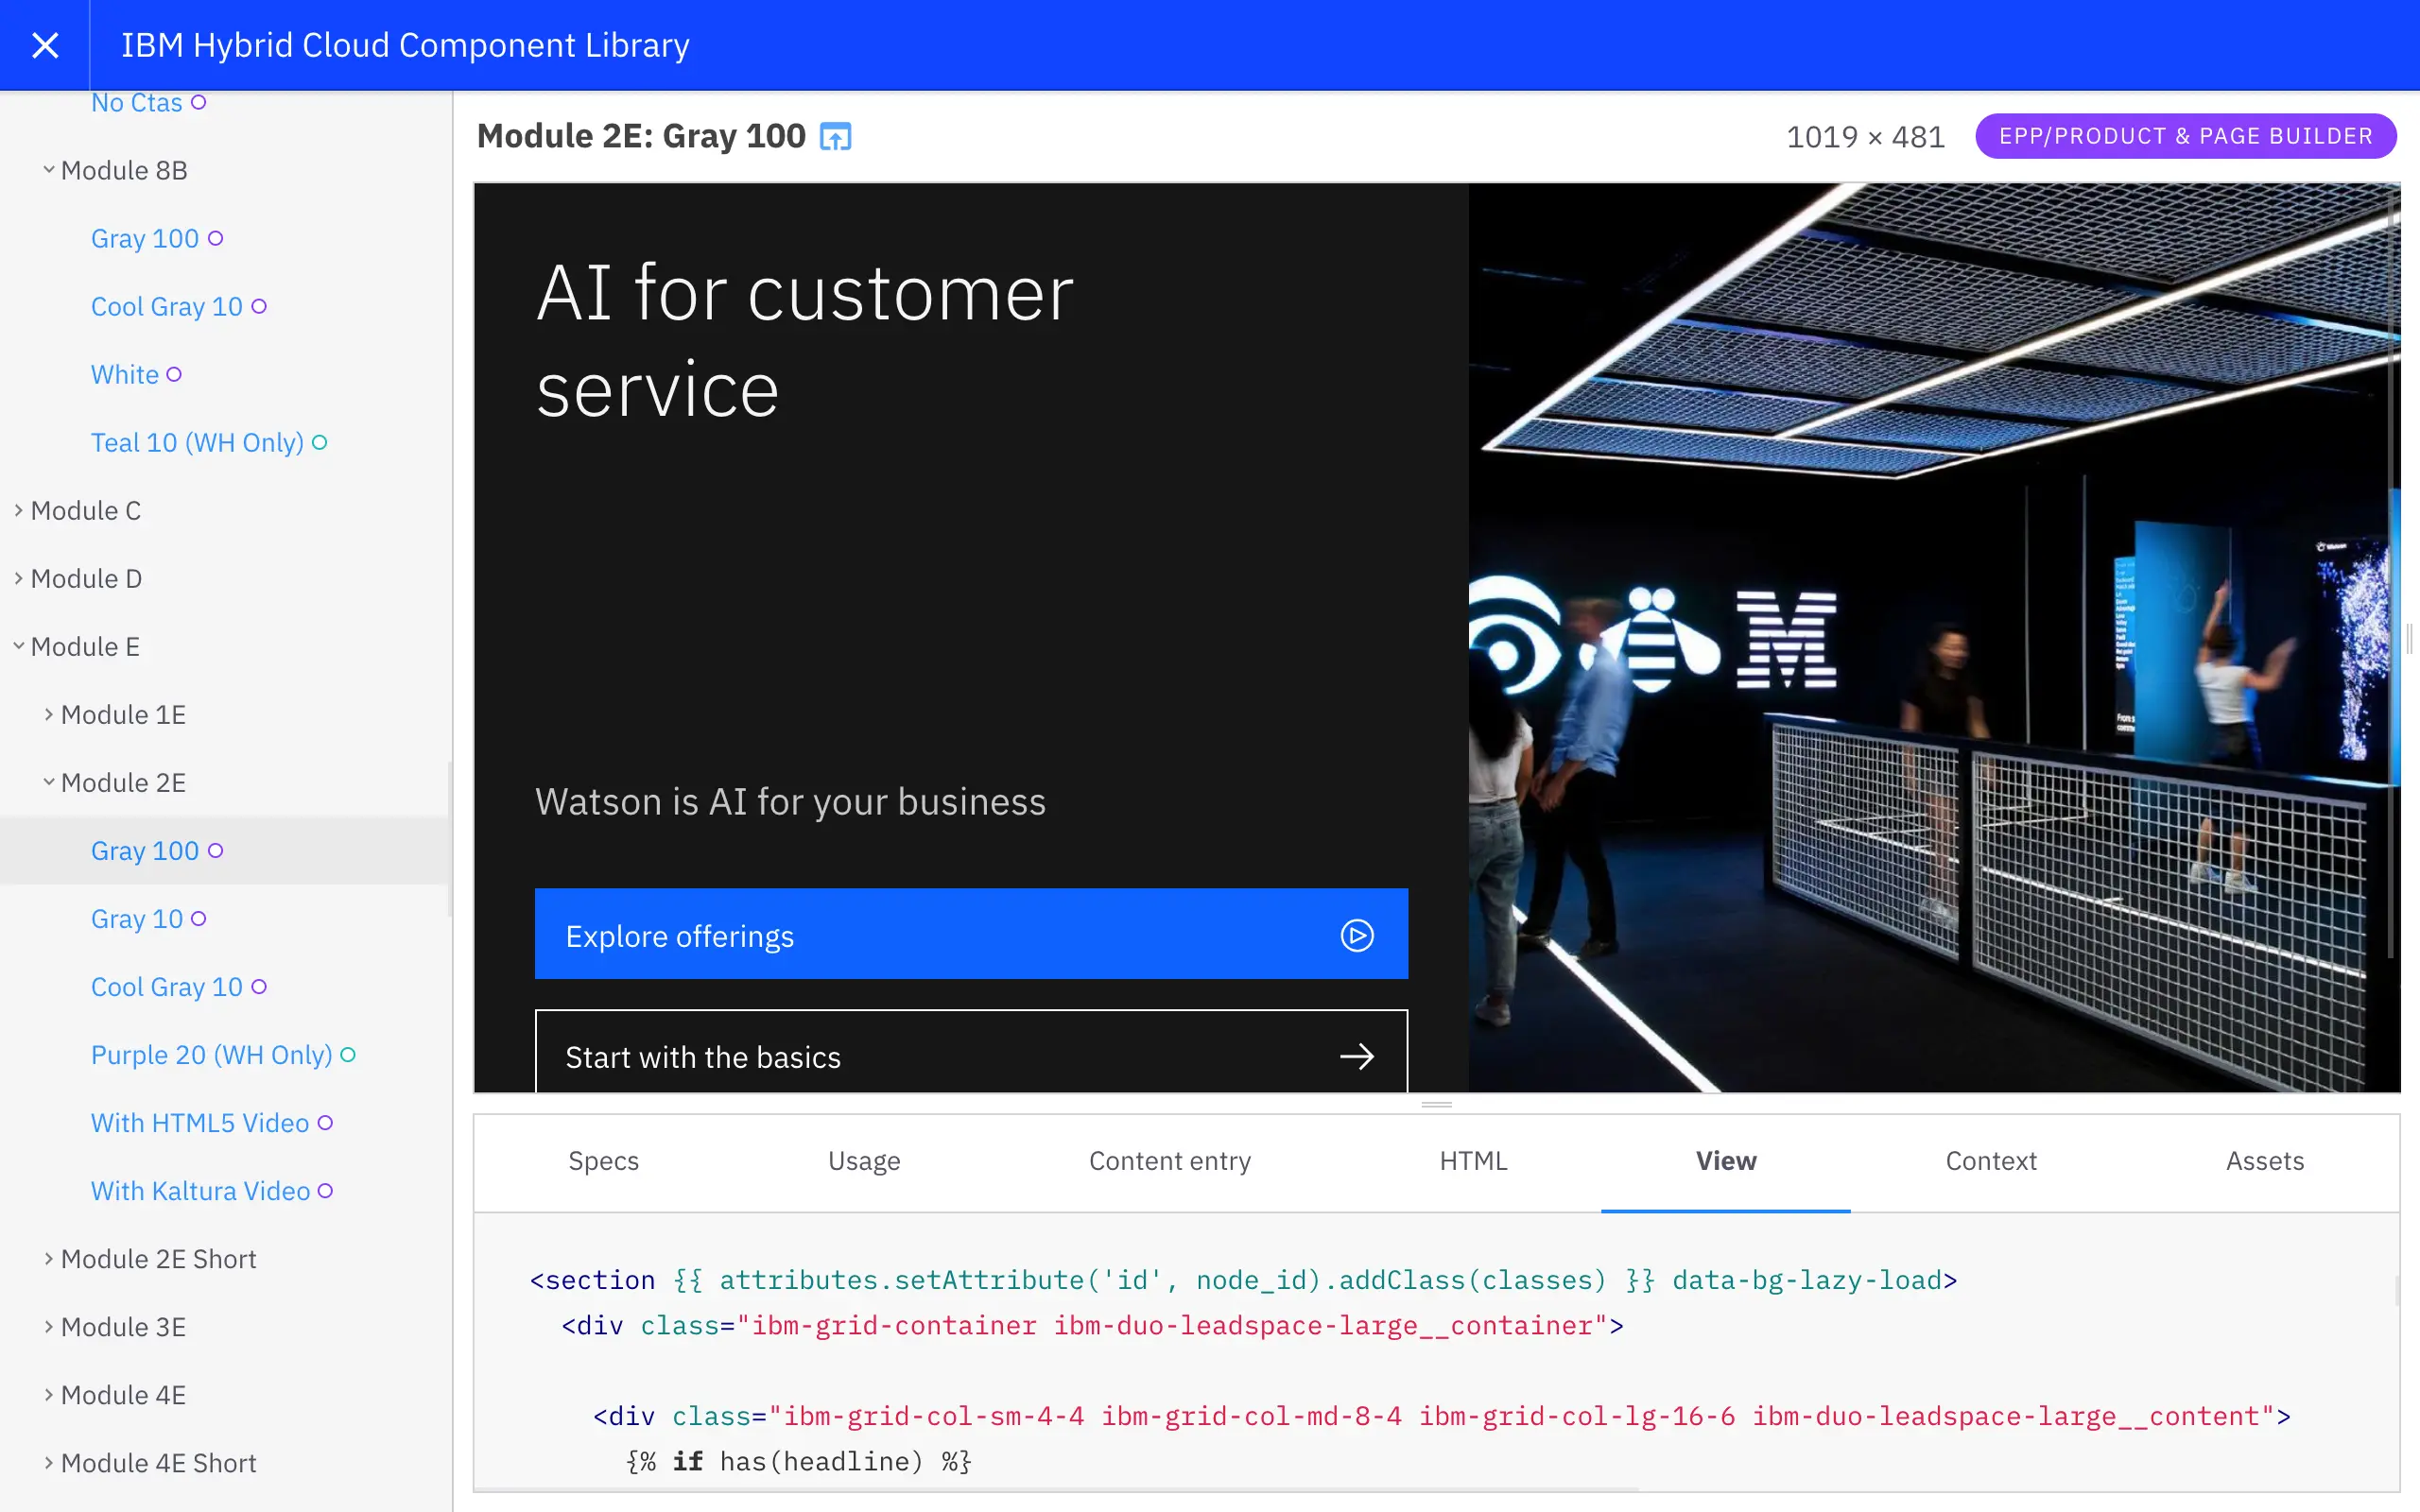 IBM Hybrid Cloud Component Library
No Ctas
Module 8B
Gray 100
Cool Gray 10
White
Teal 10 (WH Only)
Module C
Module D
Module E
Module 1E
Module 2E
Gray 100
Gray 10
Cool Gray 10
Purple 20 (WH Only)
With HTML5 Video
With Kaltura Video
Module 2E Short
Module 3E
Module 4E
Module 4E Short
Module 2E: Gray 100
1019 × 481
EPP/PRODUCT & PAGE BUILDER
AI for customer
service
Watson is AI for your business
Explore offerings
Start with the basics
M
Specs
Usage
Content entry
HTML
View
Context
Assets
<section {{ attributes.setAttribute('id', node_id).addClass(classes) }} data-bg-lazy-load>
<div class="ibm-grid-container ibm-duo-leadspace-large__container">
<div class="ibm-grid-col-sm-4-4 ibm-grid-col-md-8-4 ibm-grid-col-lg-16-6 ibm-duo-leadspace-large__content">
{% if has(headline) %}